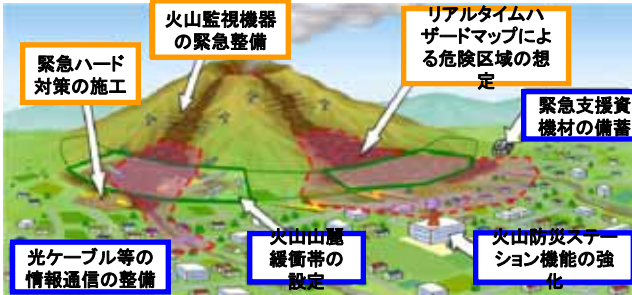 火山監視機器
の緊急整備
リアルタイムハ
ザードマップによ
る危険区域の想
定
緊急ハード
対策の施工
緊急支援資
機材の備蓄
光ケーブル等の
情報通信の整備
火山山麓
緩衝帯の
設定
火山防災ステー
ション機能の強
化